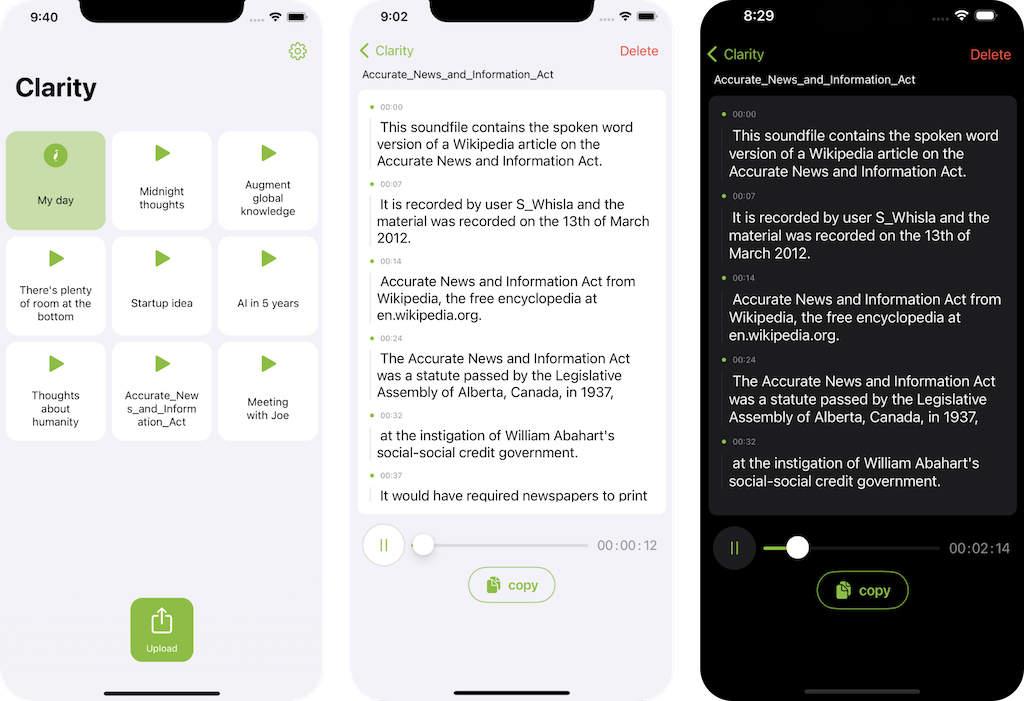 9:40
Clarity
My day
Midnight
thoughts
Augment
global
knowledge
There's plenty
of room at the
bottom
Startup idea
AI in 5 years
Thoughts
about
humanity
Accurate_New
s_and_Inform
ation_Act
Meeting
with Joe
Upload
9:02
Clarity
Delete
Accurate_News_and_Information_Act
00:00
This soundfile contains the spoken word
version of a Wikipedia article on the
Accurate News and Information Act.
00:07
It is recorded by user S_Whisla and the
material was recorded on the 13th of March
2012.
00:14
Accurate News and Information Act from
Wikipedia, the free encyclopedia at
en.wikipedia.org.
00:24
The Accurate News and Information Act
was a statute passed by the Legislative
Assembly of Alberta, Canada, in 1937,
00:32
at the instigation of William Abahart's
social-social credit government.
00:37
It would have required newspapers to print
00:00:12
copy
8:29
Clarity
Delete
Accurate_News_and_Information_Act
00:00
This soundfile contains the spoken word
version of a Wikipedia article on the
Accurate News and Information Act.
00:07
It is recorded by user S_Whisla and the
material was recorded on the 13th of
March 2012.
00:14
Accurate News and Information Act from
Wikipedia, the free encyclopedia at
en.wikipedia.org.
00:24
The Accurate News and Information Act
was a statute passed by the Legislative
Assembly of Alberta, Canada, in 1937,
00:32
at the instigation of William Abahart's
social-social credit government.
00:02:14
copy